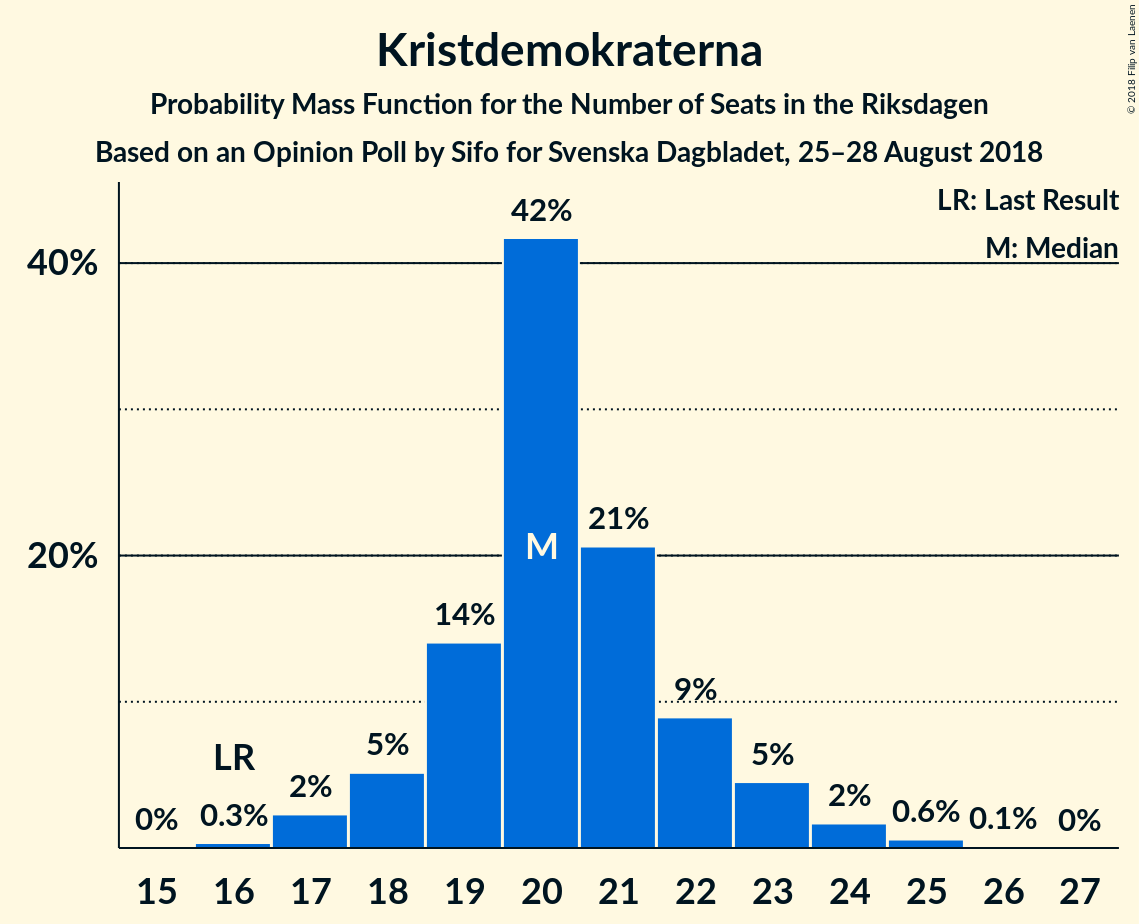 Kristdemokraterna
Probability Mass Function for the Number of Seats in the Riksdagen
Based on an Opinion Poll by Sifo for Svenska Dagbladet, 25–28 August 2018
© 2018 Filip van Laenen
LR: Last Result
M: Median
40%
20%
0%
LR
0.3%
2%
5%
14%
42%
M
21%
9%
5%
2%
0.6%
0.1%
0%
15 16 17 18 19 20 21 22 23 24 25 26 27